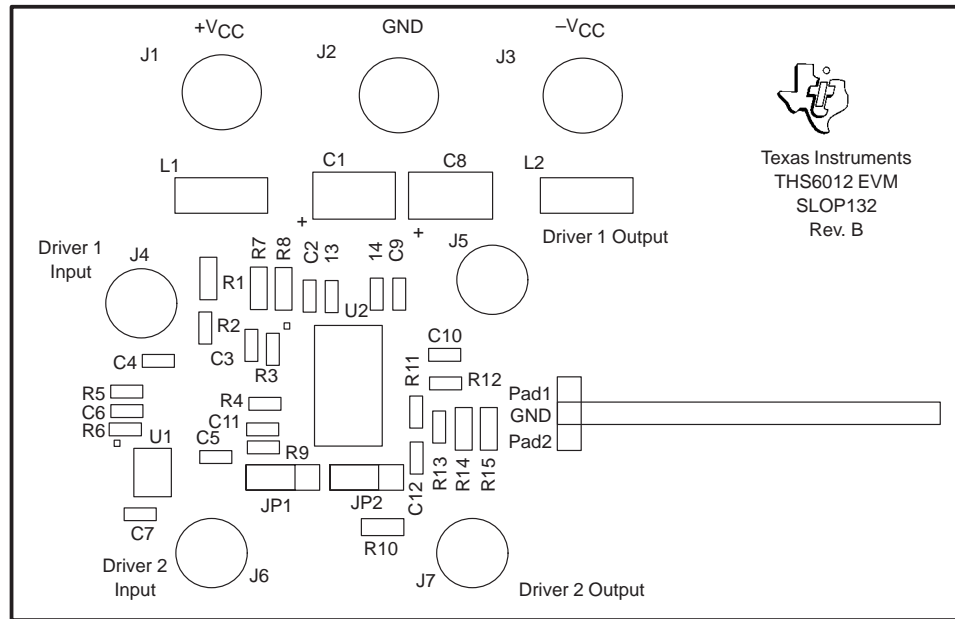 +VCC
GND
–VCC
J1
J2
J3
Texas Instruments
THS6012 EVM
SLOP132
Rev. B
L1
C1
C8
L2
+
+
Driver 1
Input
J4
R7
R8
C2
13
14
C9
J5
Driver 1 Output
R1
U2
R2
C3
R3
C4
C10
R11
R12
R5
C6
R6
R4
C11
Pad1
GND
Pad2
U1
C5
R9
R13
R14
R15
JP1
JP2
C12
C7
R10
Driver 2
Input
J6
J7
Driver 2 Output